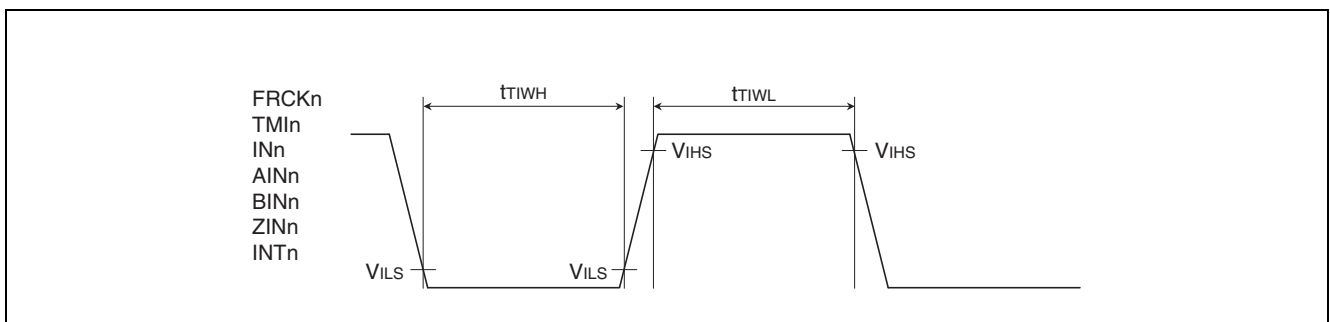 FRCKn
TMIn
INn
AINn
BINn
ZINn
INTn
tTIWH
tTIWL
VIHS
VIHS
VILS
VILS